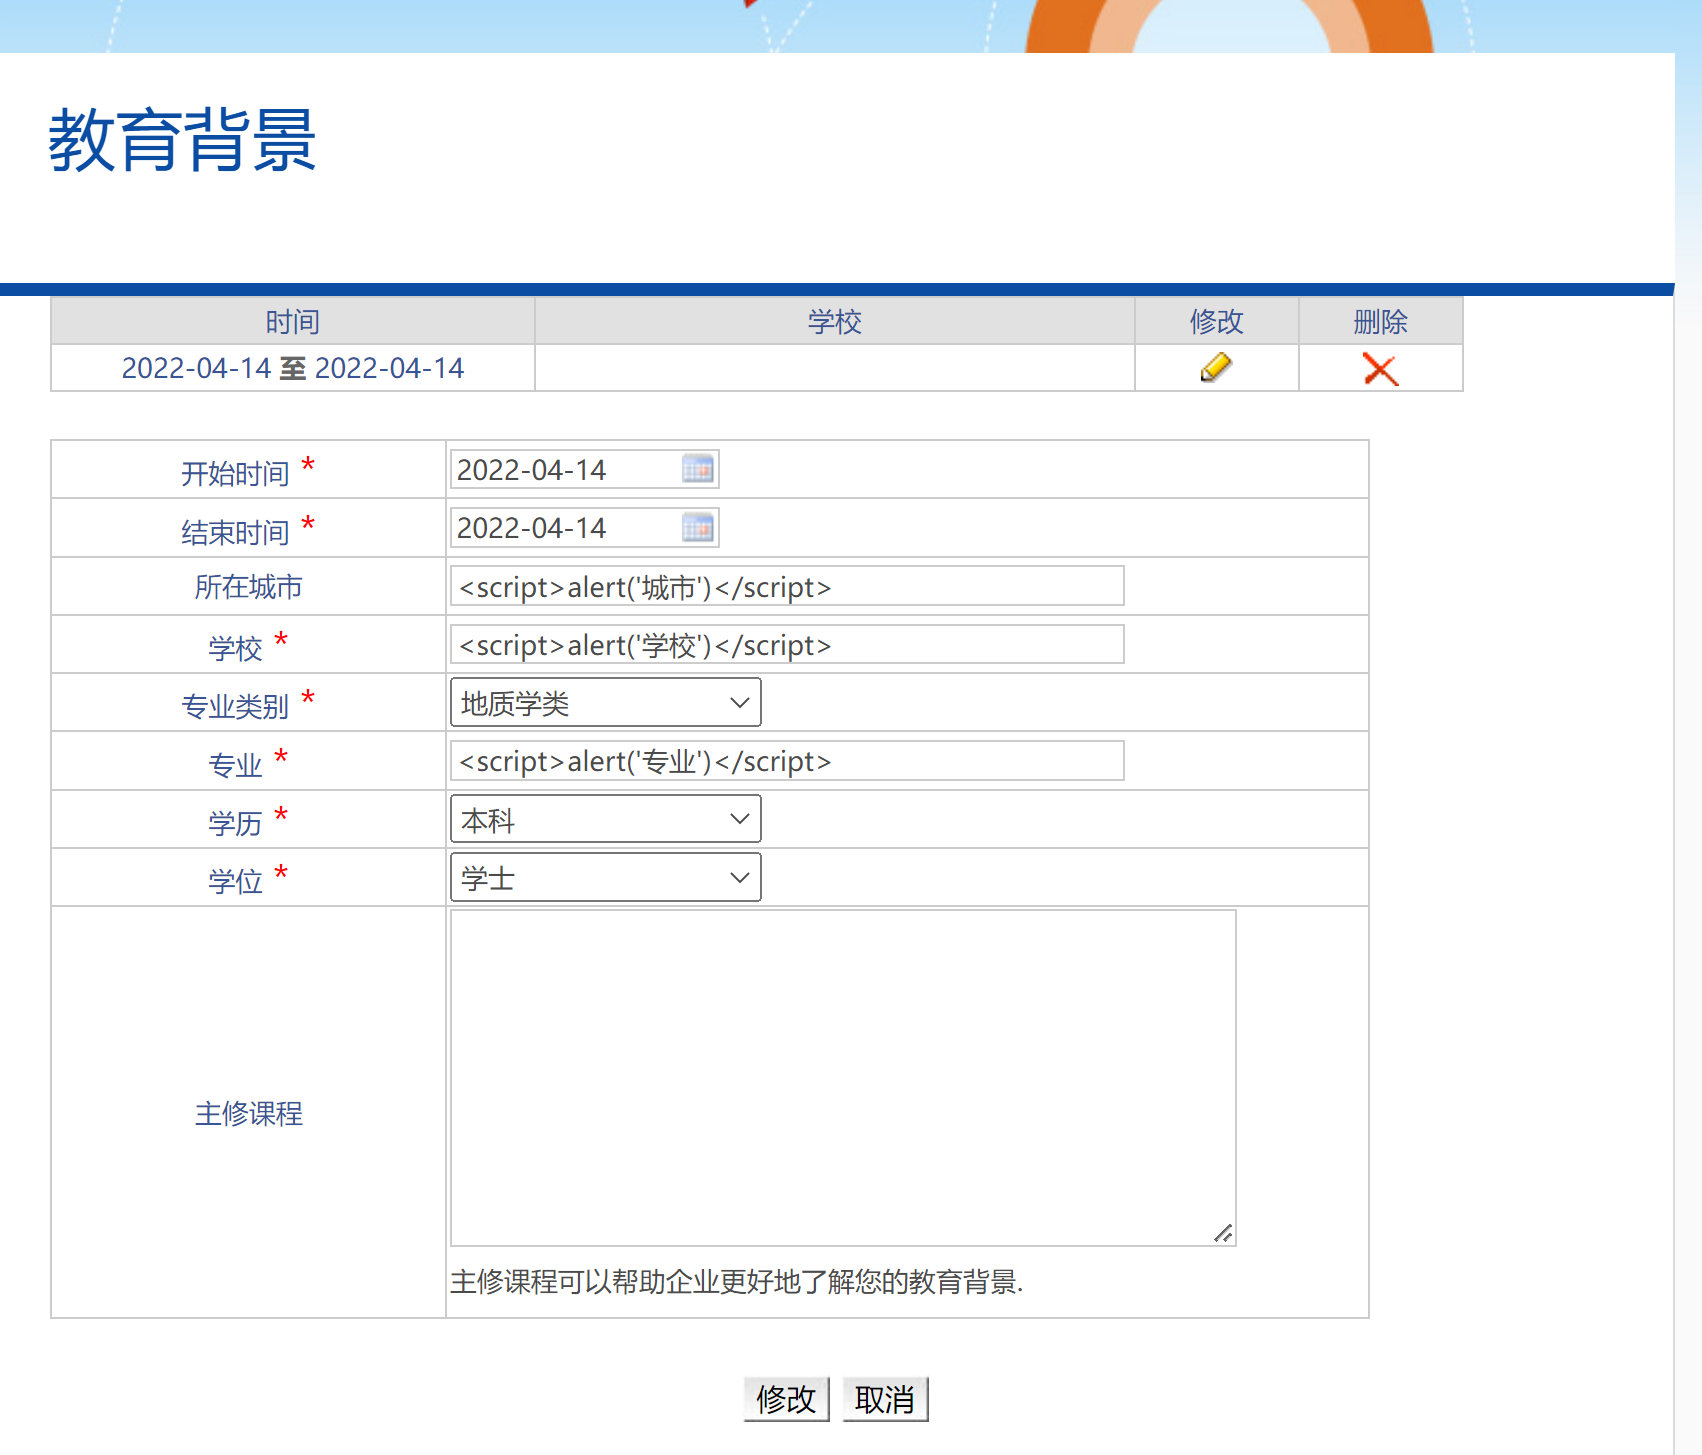 教育背景
时间 学校 修改 删除
2022-04-14 至 2022-04-14
开始时间 * 2022-04-14
结束时间 * 2022-04-14
所在城市 <script>alert('城市')</script>
学校 * <script>alert('学校')</script>
专业类别 * 地质学类
专业 * <script>alert('专业')</script>
学历 * 本科
学位 * 学士
主修课程
主修课程可以帮助企业更好地了解您的教育背景.
修改 取消